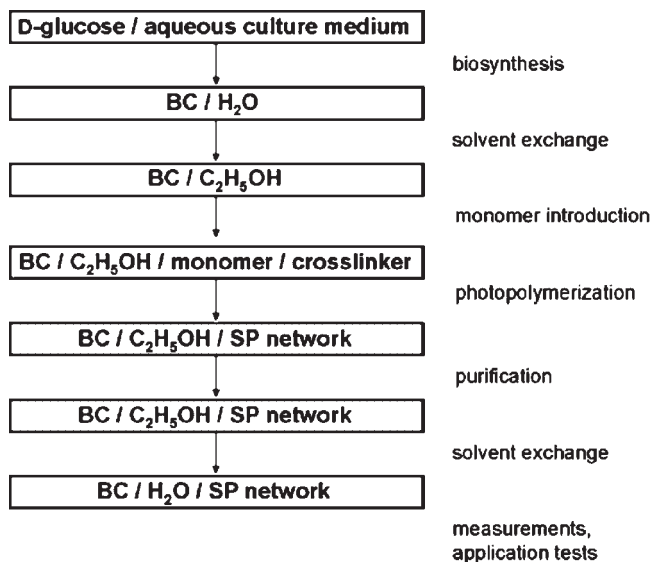 D-glucose / aqueous culture medium
biosynthesis
BC / H₂O
solvent exchange
BC / C₂H₅OH
monomer introduction
BC / C₂H₅OH / monomer / crosslinker
photopolymerization
BC / C₂H₅OH / SP network
purification
BC / C₂H₅OH / SP network
solvent exchange
BC / H₂O / SP network
measurements,
application tests